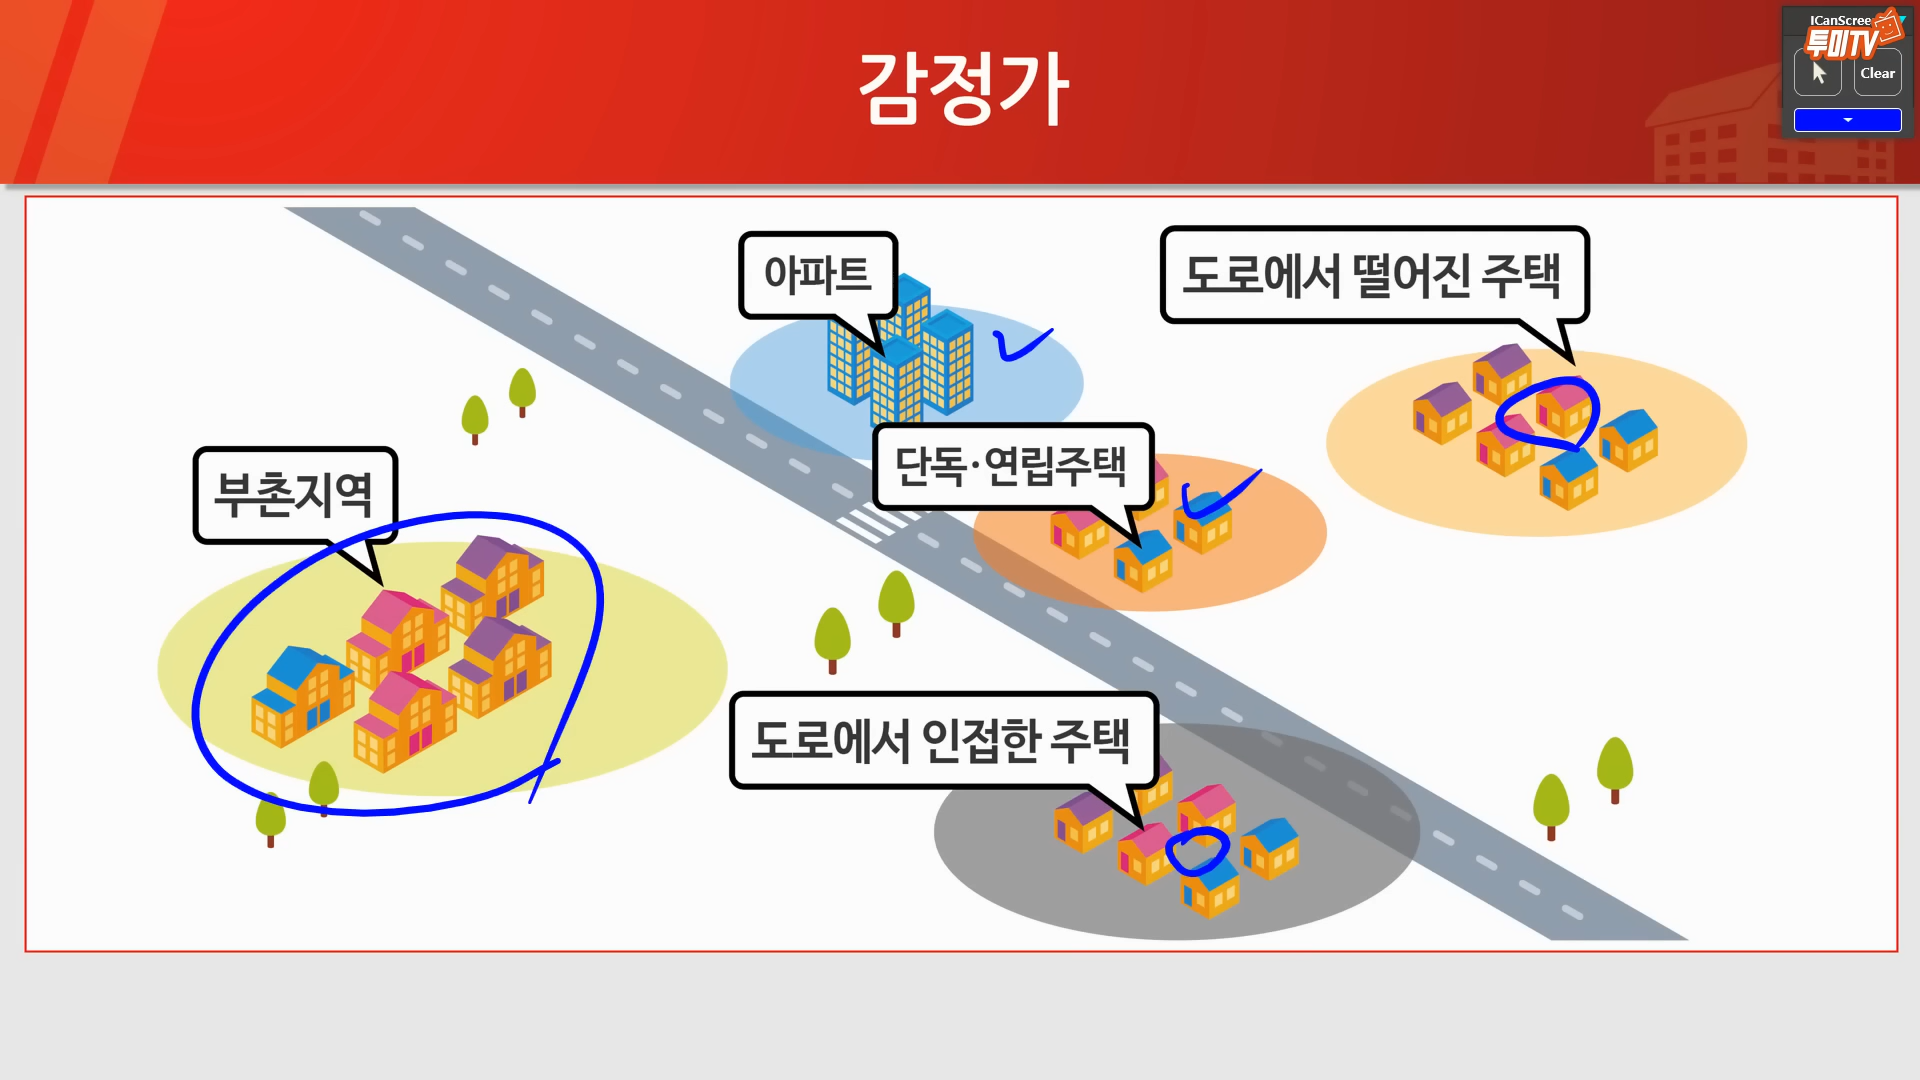 감정가
ICanScree
투미TV
Clear
아파트
도로에서 떨어진 주택
단독·연립주택
부촌지역
도로에서 인접한 주택